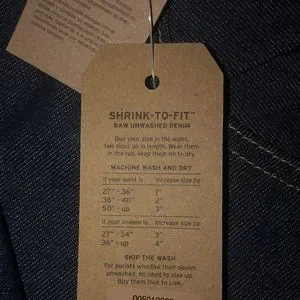 SHRINK-TO-FIT™
RAW UNWASHED DENIM
Buy your size in the waist,
two sizes up in length. Wear them
in the tub, keep them on to dry.
MACHINE WASH AND DRY
if your waist is increase size by
27" - 36" 1"
38" - 48" 2"
50" - up 3"
if your inseam is increase size by
27" - 34" 3"
36" - up 4"
SKIP THE WASH
For purists who like their denim
unwashed, no need to size up.
Buy them true to size.